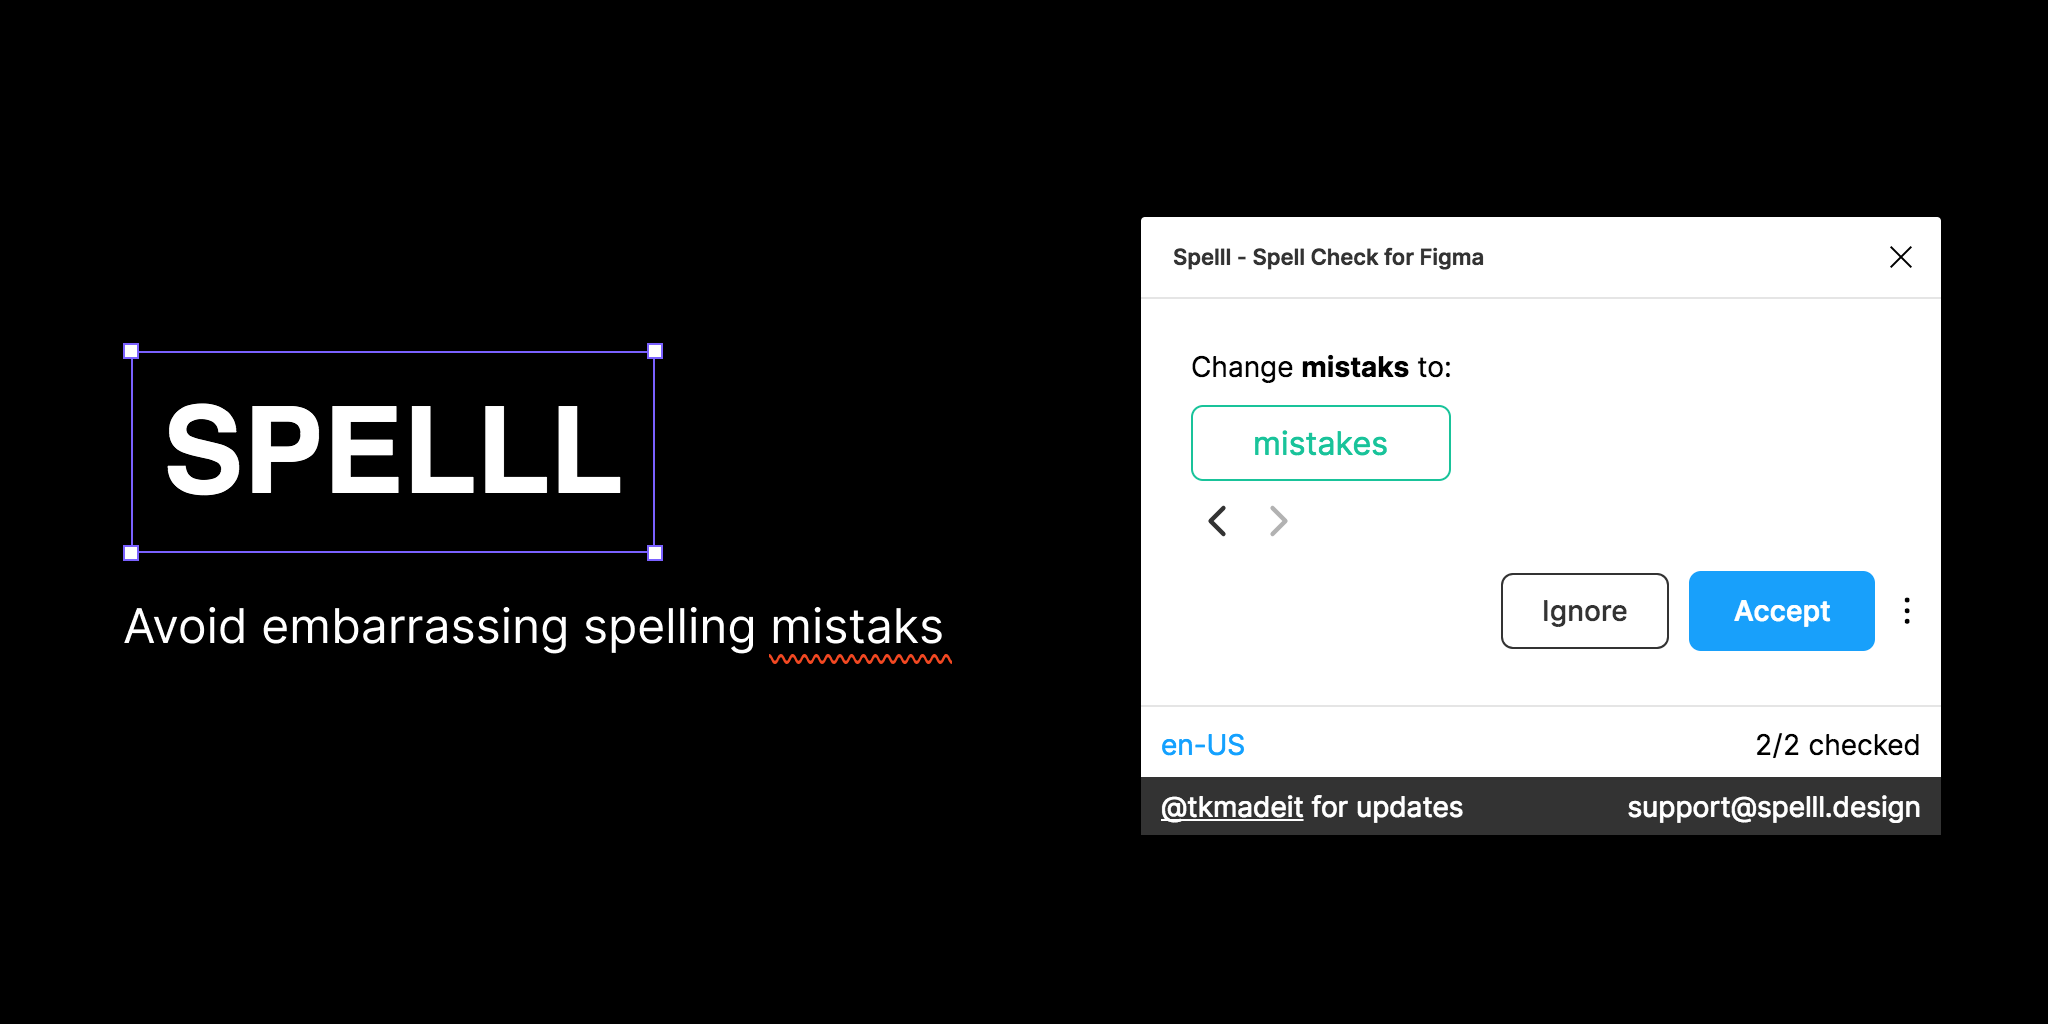 SPELLL
Avoid embarrassing spelling mistaks
Spelll - Spell Check for Figma
Change mistaks to:
mistakes
Ignore
Accept
en-US
2/2 checked
@tkmadeit for updates
support@spelll.design